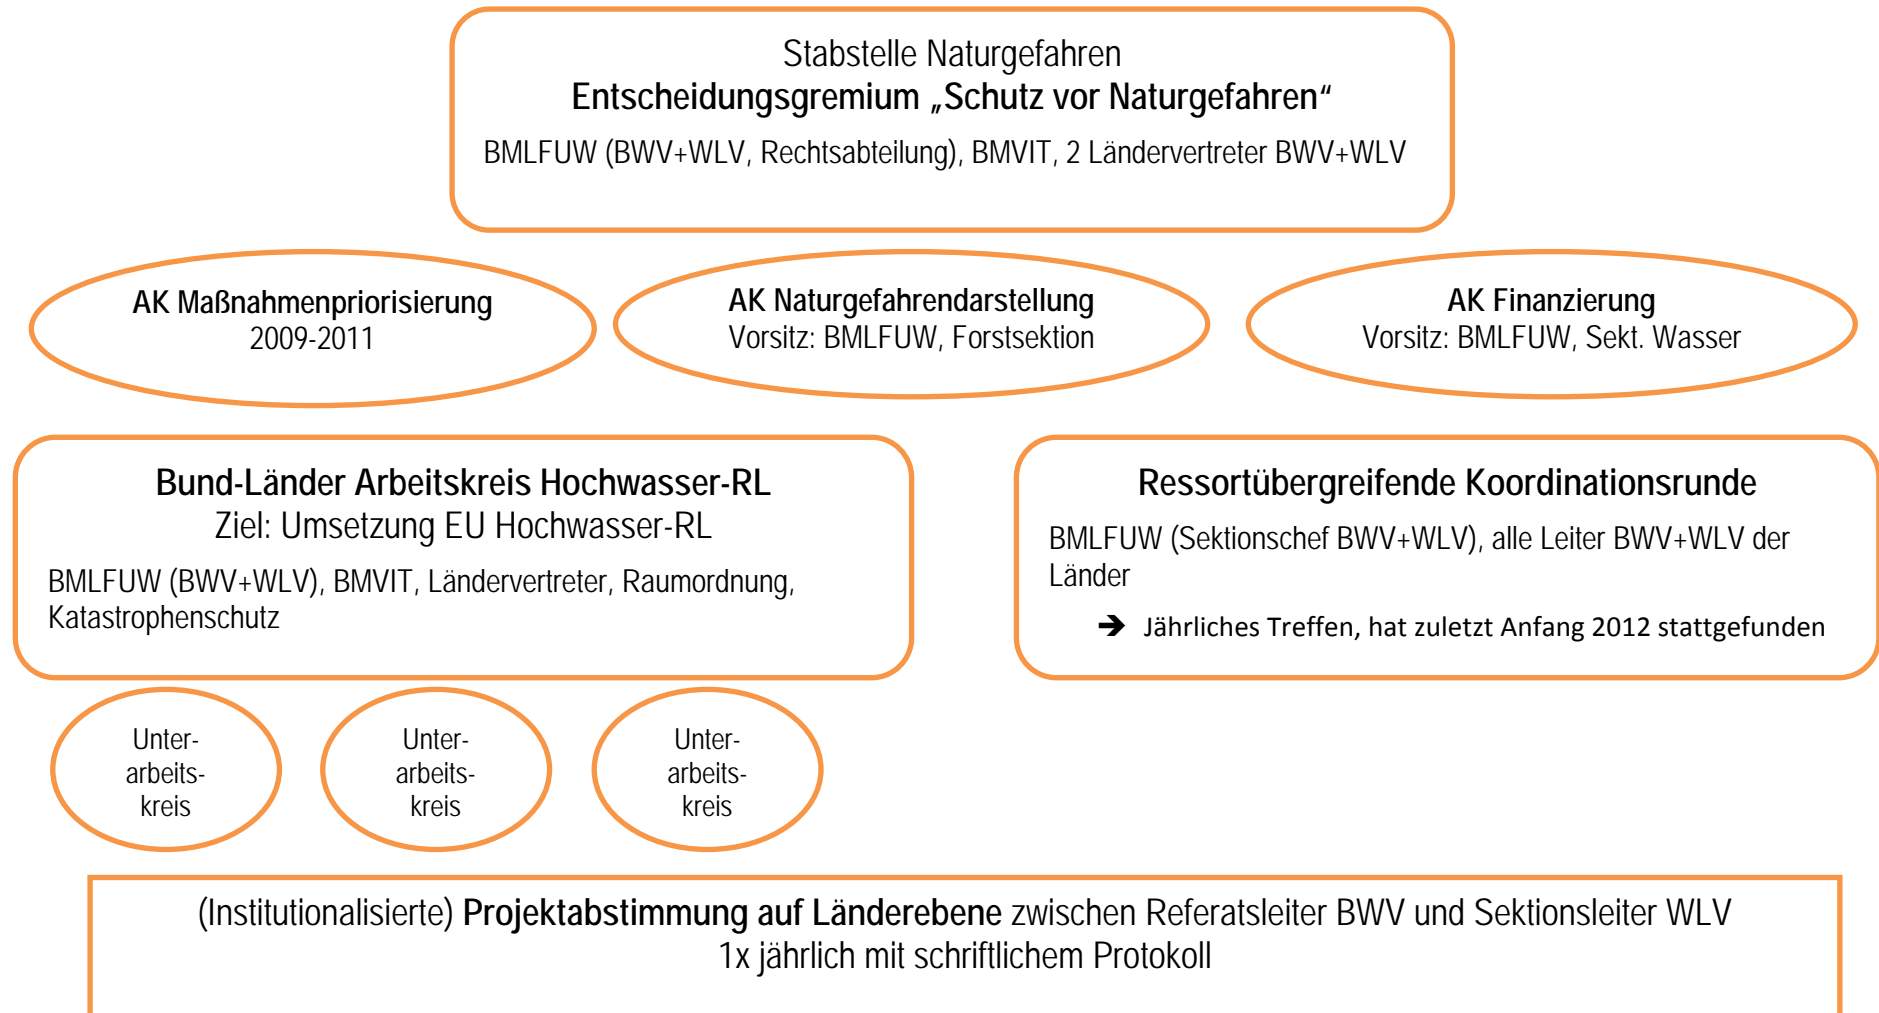 Stabstelle Naturgefahren
Entscheidungsgremium „Schutz vor Naturgefahren“
BMLFUW (BWV+WLV, Rechtsabteilung), BMVIT, 2 Ländervertreter BWV+WLV
AK Maßnahmenpriorisierung
2009-2011
AK Naturgefahrendarstellung
Vorsitz: BMLFUW, Forstsektion
AK Finanzierung
Vorsitz: BMLFUW, Sekt. Wasser
Bund-Länder Arbeitskreis Hochwasser-RL
Ziel: Umsetzung EU Hochwasser-RL
BMLFUW (BWV+WLV), BMVIT, Ländervertreter, Raumordnung,
Katastrophenschutz
Ressortübergreifende Koordinationsrunde
BMLFUW (Sektionschef BWV+WLV), alle Leiter BWV+WLV der
Länder
➔ Jährliches Treffen, hat zuletzt Anfang 2012 stattgefunden
Unter-
arbeits-
kreis
Unter-
arbeits-
kreis
Unter-
arbeits-
kreis
(Institutionalisierte) Projektabstimmung auf Länderebene zwischen Referatsleiter BWV und Sektionsleiter WLV
1x jährlich mit schriftlichem Protokoll